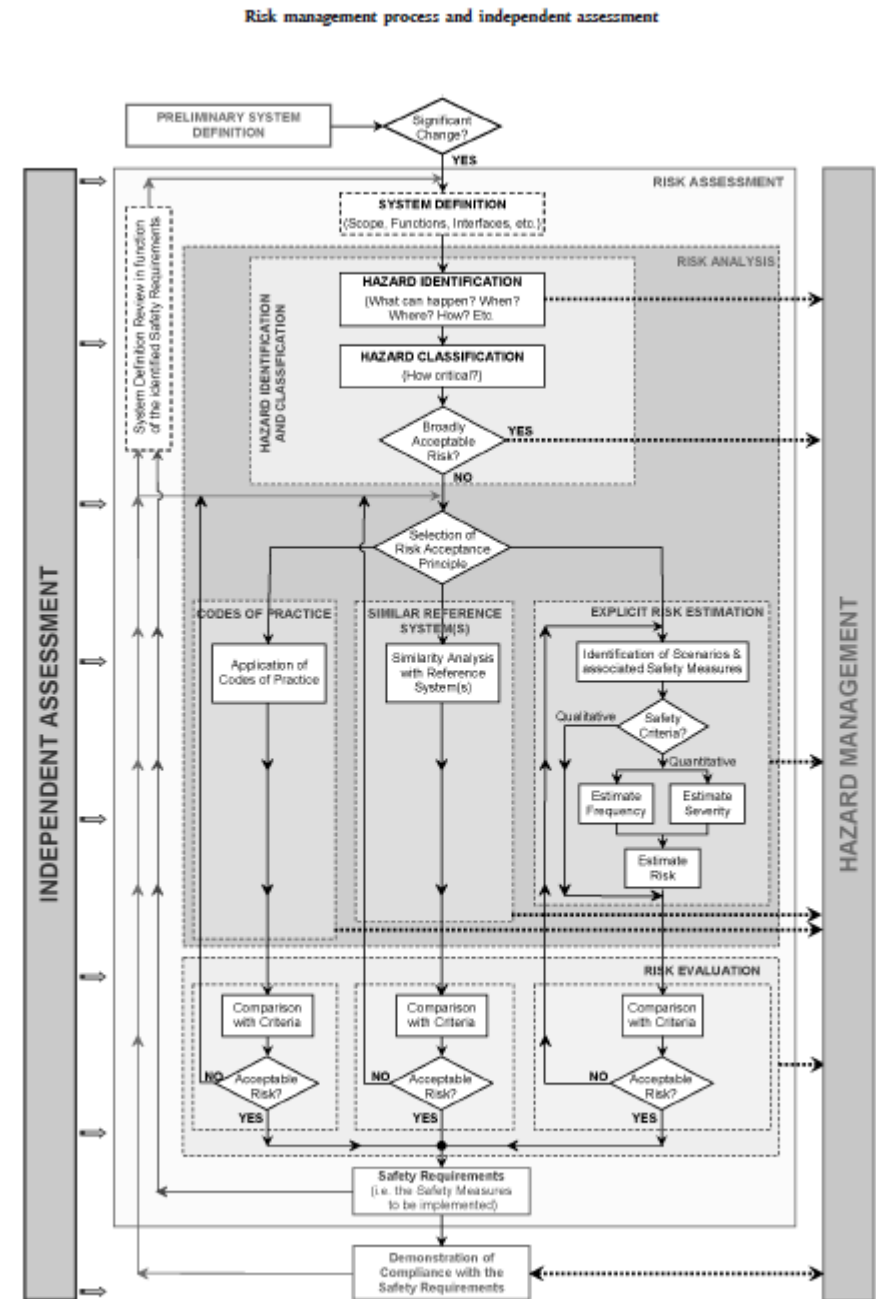 Risk management process and independent assessment
PRELIMINARY SYSTEM
DEFINITION
Significant
Change?
YES
RISK ASSESSMENT
SYSTEM DEFINITION
(Scope, Functions, Interfaces, etc.)
System Definition Review in function
of the identified Safety Requirements
RISK ANALYSIS
HAZARD IDENTIFICATION
AND CLASSIFICATION
HAZARD IDENTIFICATION
(What can happen? When?
Where? How? Etc.
HAZARD CLASSIFICATION
(How critical?)
Broadly
Acceptable
Risk?
YES
NO
Selection of
Risk Acceptance
Principle
INDEPENDENT ASSESSMENT
HAZARD MANAGEMENT
CODES OF PRACTICE
Application of
Codes of Practice
SIMILAR REFERENCE
SYSTEM(S)
Similarity Analysis
with Reference
System(s)
EXPLICIT RISK ESTIMATION
Identification of Scenarios &
associated Safety Measures
Qualitative
Safety
Criteria?
Quantitative
Estimate
Frequency
Estimate
Severity
Estimate
Risk
RISK EVALUATION
Comparison
with Criteria
Comparison
with Criteria
Comparison
with Criteria
NO
Acceptable
Risk?
YES
NO
Acceptable
Risk?
YES
NO
Acceptable
Risk?
YES
Safety Requirements
(i.e. the Safety Measures
to be implemented)
Demonstration of
Compliance with the
Safety Requirements